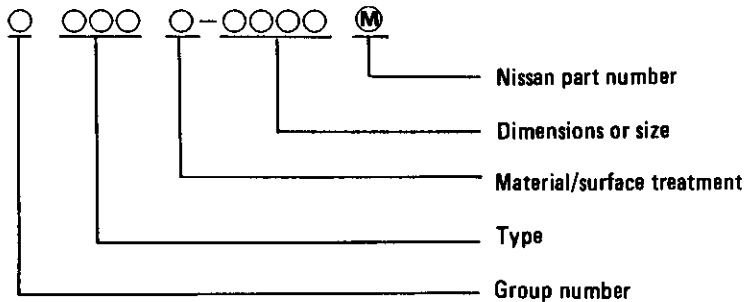 ○ ○○○ ○-○○○○ Ⓜ
Nissan part number
Dimensions or size
Material/surface treatment
Type
Group number